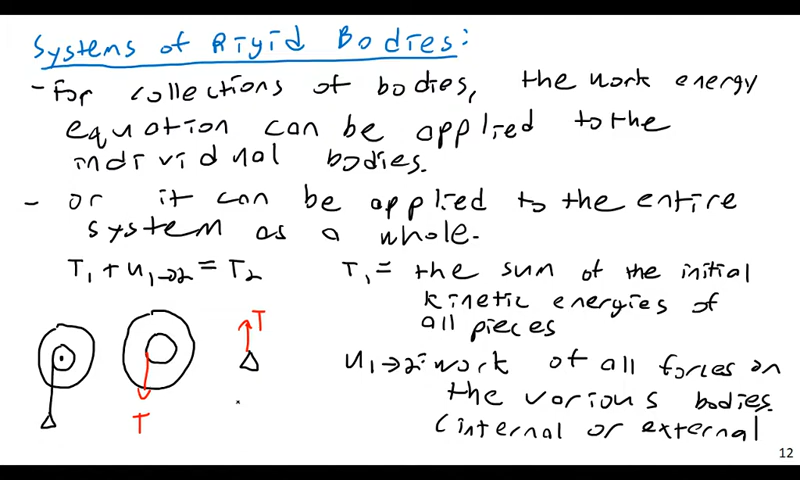 Systems of Rigid Bodies:
- For collections of bodies, the work energy
equation can be applied to the
individual bodies.
- or it can be applied to the entire
system as a whole.
T₁ + U₁→₂ = T₂
T₁ = the sum of the initial
kinetic energies of
all pieces
U₁→₂ = work of all forces on
the various bodies.
(internal or external
T
T
12